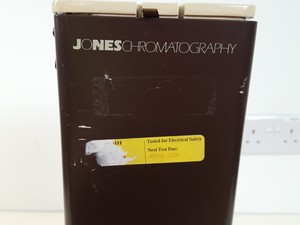 JONESCHROMATOGRAPHY
Tested for Electrical Safety
Next Test Due: